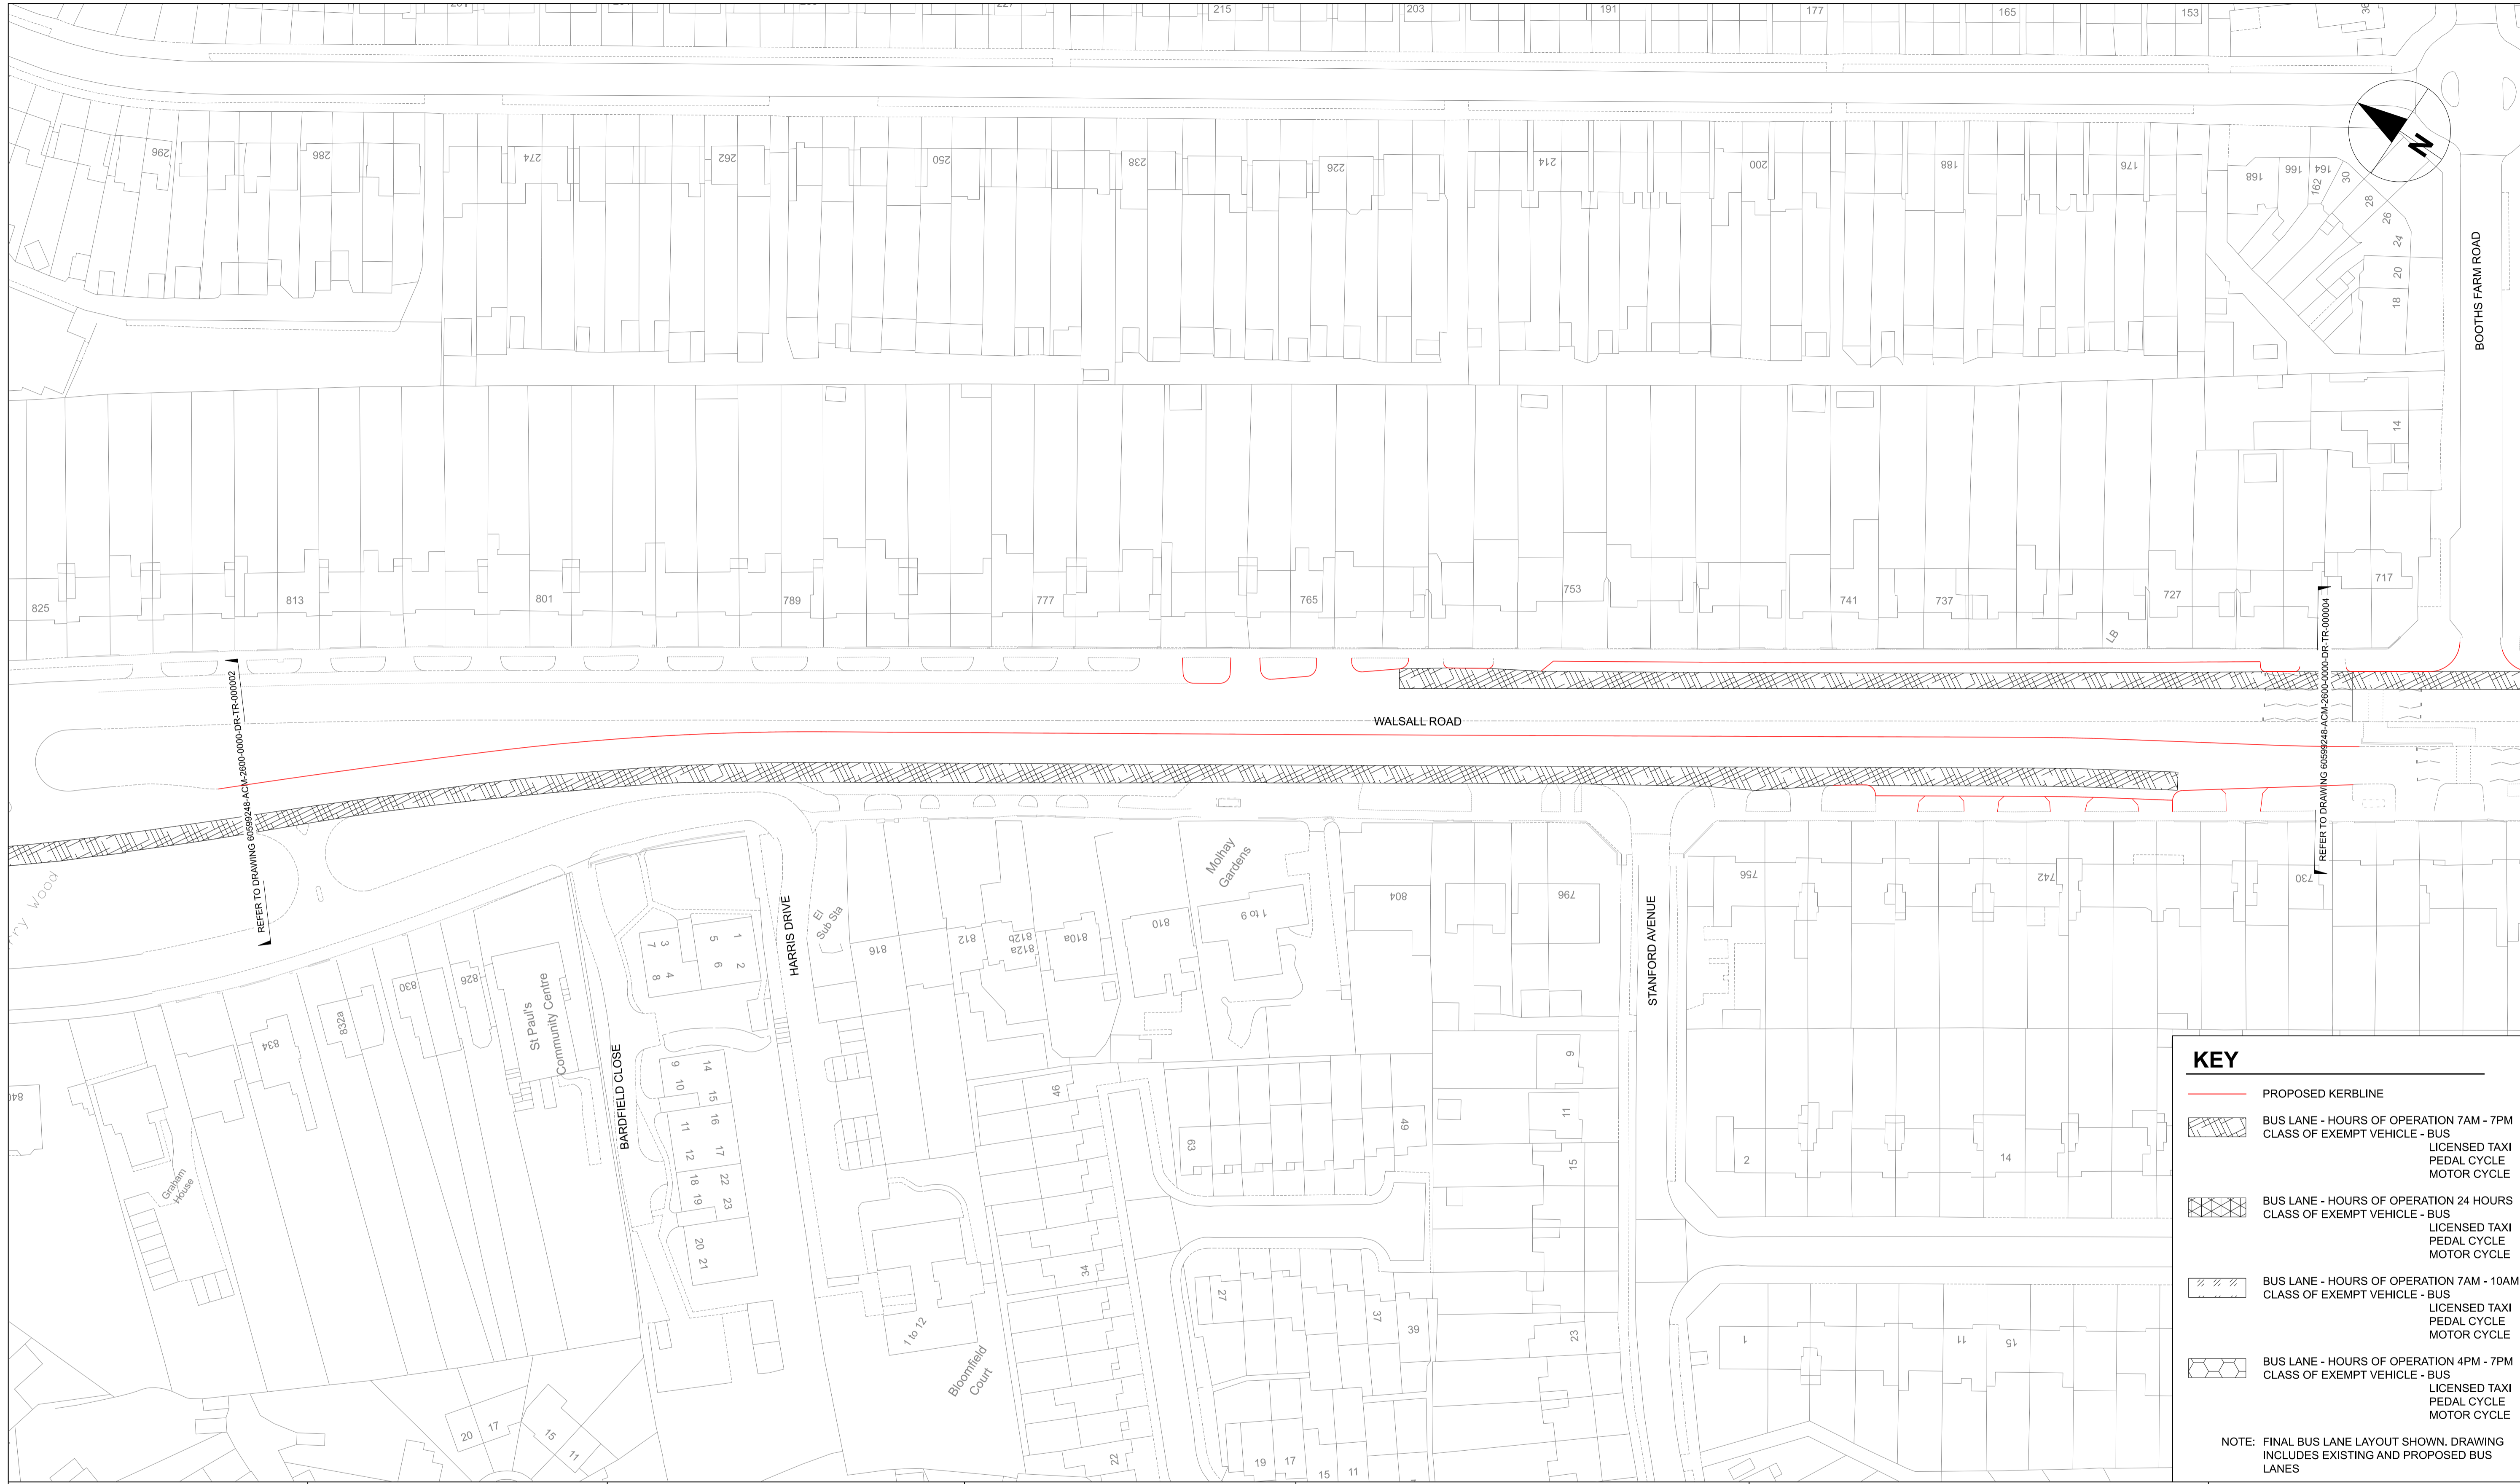 215
203
191
177
165
153
36
296
286
274
262
250
238
226
214
200
188
176
168
166
164
162
30
28
26
24
20
18
14
N
BOOTHS FARM ROAD
825
813
801
789
777
765
753
741
737
LB
727
717
REFER TO DRAWING 60599248-ACM-2600-0000-DR-TR-000002
WALSALL ROAD
REFER TO DRAWING 60599248-ACM-2600-0000-DR-TR-000004
840
834
832a
830
826
St Paul's
Community Centre
Graham
House
BARDFIELD CLOSE
HARRIS DRIVE
El
Sub Sta
1
2
3
4
5
6
7
8
9
10
14
15
16
11
12
17
18
19
22
23
20
21
816
812
812b
812a
810a
810
Molhay
Gardens
1 to 9
804
796
STANFORD AVENUE
756
742
730
46
34
22
63
49
27
37
39
19
17
15
11
9
11
15
23
2
14
1
11
15
1 to 12
Bloomfield
Court
20
17
15
11
KEY
PROPOSED KERBLINE
BUS LANE - HOURS OF OPERATION 7AM - 7PM
CLASS OF EXEMPT VEHICLE - BUS
LICENSED TAXI
PEDAL CYCLE
MOTOR CYCLE
BUS LANE - HOURS OF OPERATION 24 HOURS
CLASS OF EXEMPT VEHICLE - BUS
LICENSED TAXI
PEDAL CYCLE
MOTOR CYCLE
BUS LANE - HOURS OF OPERATION 7AM - 10AM
CLASS OF EXEMPT VEHICLE - BUS
LICENSED TAXI
PEDAL CYCLE
MOTOR CYCLE
BUS LANE - HOURS OF OPERATION 4PM - 7PM
CLASS OF EXEMPT VEHICLE - BUS
LICENSED TAXI
PEDAL CYCLE
MOTOR CYCLE
NOTE: FINAL BUS LANE LAYOUT SHOWN. DRAWING
INCLUDES EXISTING AND PROPOSED BUS
LANES